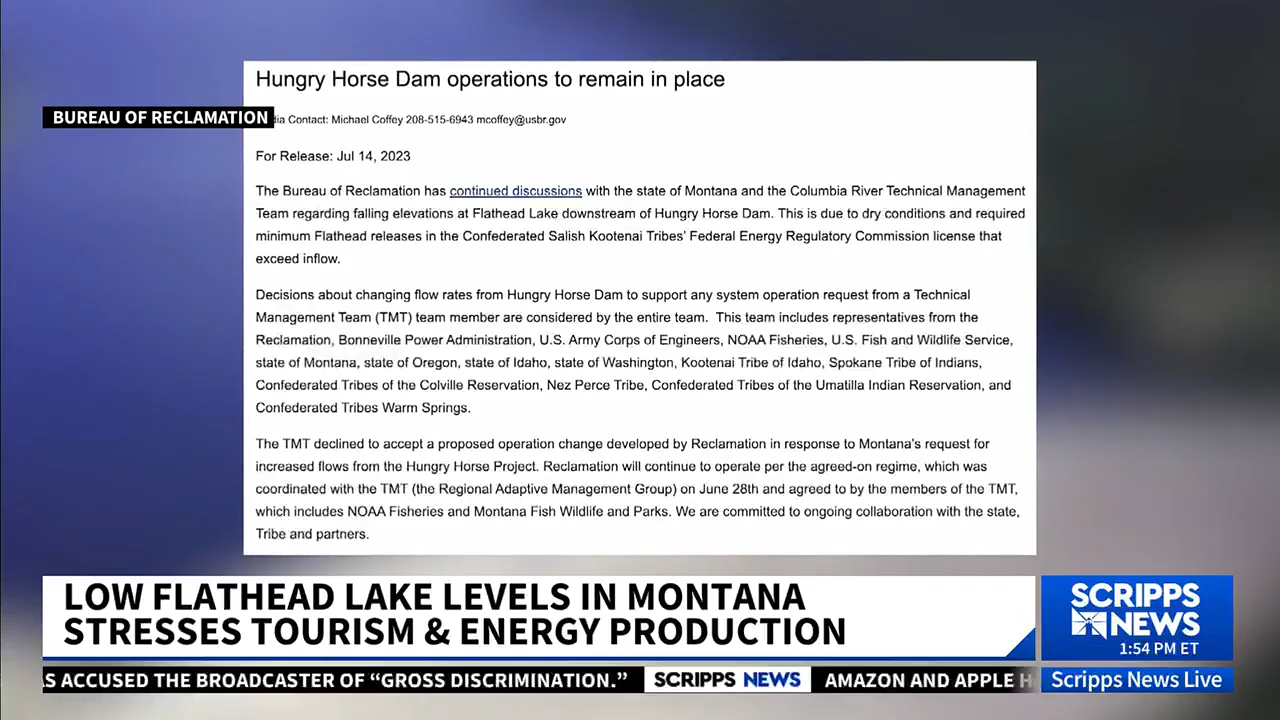 Hungry Horse Dam operations to remain in place
BUREAU OF RECLAMATION
dia Contact: Michael Coffey 208-515-6943 mcoffey@usbr.gov
For Release: Jul 14, 2023
The Bureau of Reclamation has continued discussions with the state of Montana and the Columbia River Technical Management
Team regarding falling elevations at Flathead Lake downstream of Hungry Horse Dam. This is due to dry conditions and required
minimum Flathead releases in the Confederated Salish Kootenai Tribes' Federal Energy Regulatory Commission license that
exceed inflow.
Decisions about changing flow rates from Hungry Horse Dam to support any system operation request from a Technical
Management Team (TMT) team member are considered by the entire team. This team includes representatives from the
Reclamation, Bonneville Power Administration, U.S. Army Corps of Engineers, NOAA Fisheries, U.S. Fish and Wildlife Service,
state of Montana, state of Oregon, state of Idaho, state of Washington, Kootenai Tribe of Idaho, Spokane Tribe of Indians,
Confederated Tribes of the Colville Reservation, Nez Perce Tribe, Confederated Tribes of the Umatilla Indian Reservation, and
Confederated Tribes Warm Springs.
The TMT declined to accept a proposed operation change developed by Reclamation in response to Montana's request for
increased flows from the Hungry Horse Project. Reclamation will continue to operate per the agreed-on regime, which was
coordinated with the TMT (the Regional Adaptive Management Group) on June 28th and agreed to by the members of the TMT,
which includes NOAA Fisheries and Montana Fish Wildlife and Parks. We are committed to ongoing collaboration with the state,
Tribe and partners.
LOW FLATHEAD LAKE LEVELS IN MONTANA
STRESSES TOURISM & ENERGY PRODUCTION
SCRIPPS
NEWS
1:54 PM ET
S ACCUSED THE BROADCASTER OF “GROSS DISCRIMINATION.” SCRIPPS NEWS AMAZON AND APPLE H
Scripps News Live